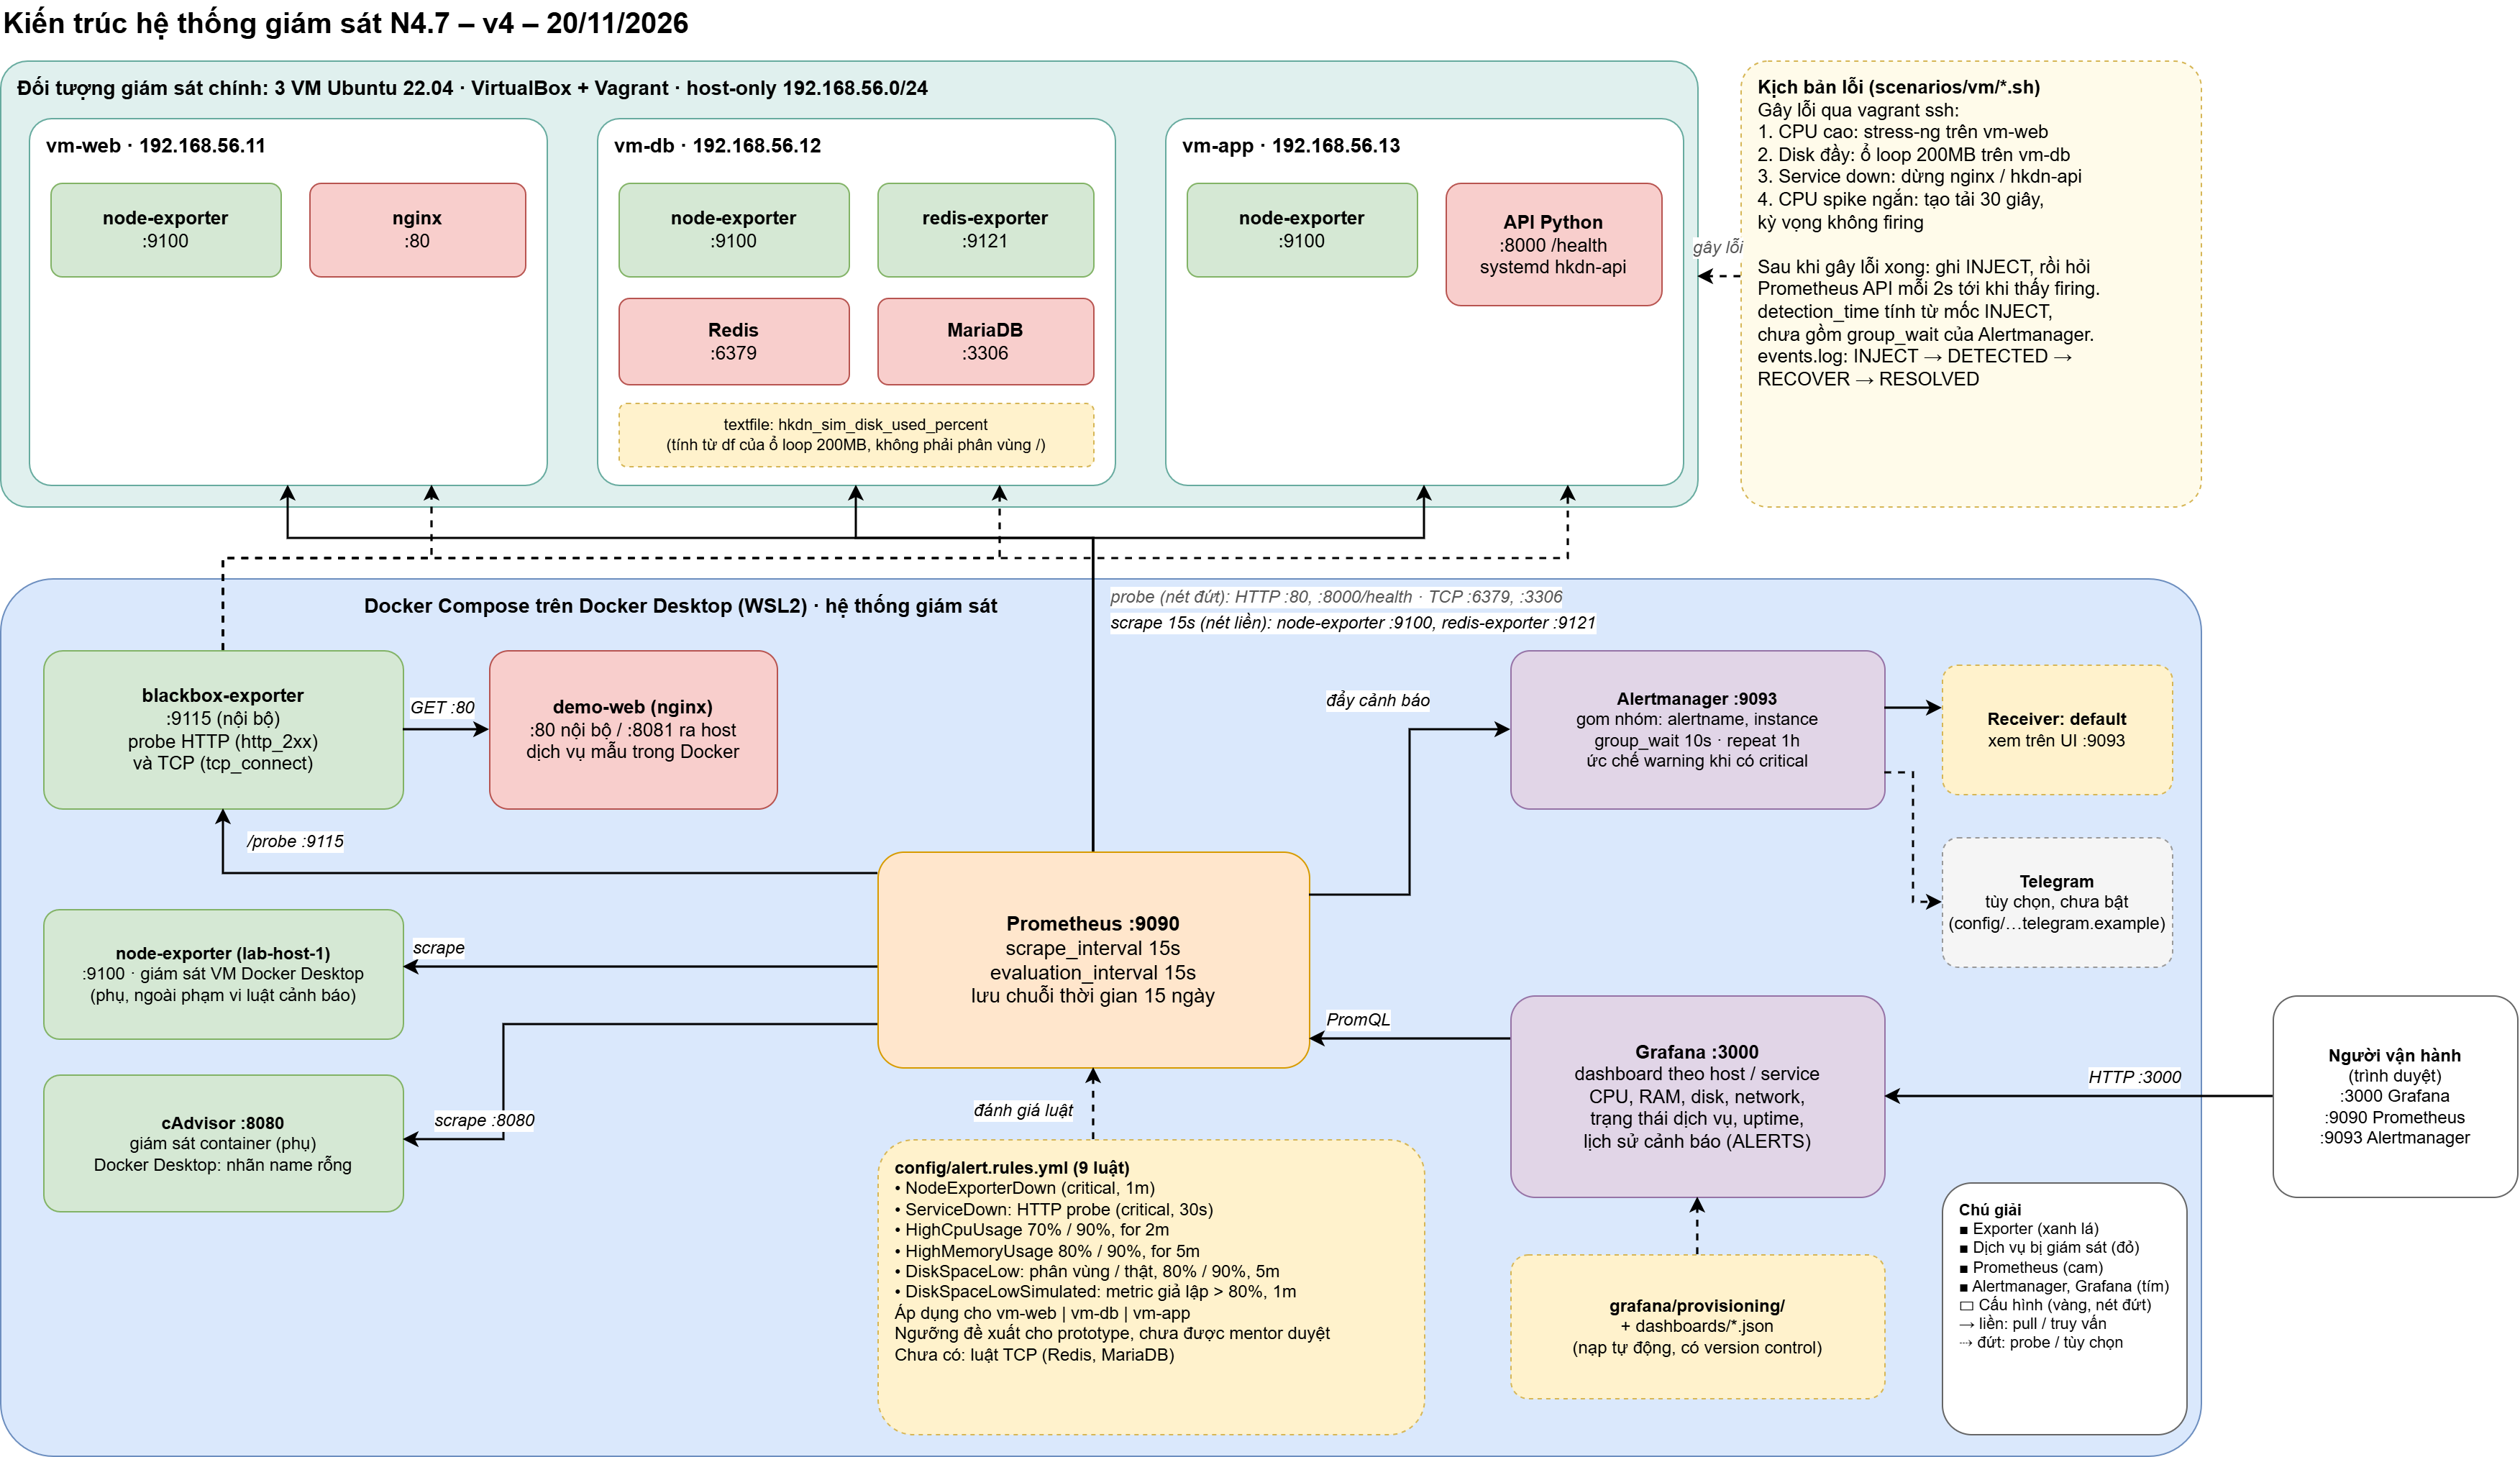 Kiến trúc hệ thống giám sát N4.7 – v4 – 20/11/2026
Đối tượng giám sát chính: 3 VM Ubuntu 22.04 · VirtualBox + Vagrant · host-only 192.168.56.0/24
vm-web · 192.168.56.11
node-exporter
:9100
nginx
:80
vm-db · 192.168.56.12
node-exporter
:9100
redis-exporter
:9121
Redis
:6379
MariaDB
:3306
textfile: hkdn_sim_disk_used_percent
(tính từ df của ổ loop 200MB, không phải phân vùng /)
vm-app · 192.168.56.13
node-exporter
:9100
API Python
:8000 /health
systemd hkdn-api
gây lỗi
Kịch bản lỗi (scenarios/vm/*.sh)
Gây lỗi qua vagrant ssh:
1. CPU cao: stress-ng trên vm-web
2. Disk đầy: ổ loop 200MB trên vm-db
3. Service down: dừng nginx / hkdn-api
4. CPU spike ngắn: tạo tải 30 giây,
kỳ vọng không firing
Sau khi gây lỗi xong: ghi INJECT, rồi hỏi
Prometheus API mỗi 2s tới khi thấy firing.
detection_time tính từ mốc INJECT,
chưa gồm group_wait của Alertmanager.
events.log: INJECT → DETECTED →
RECOVER → RESOLVED
Docker Compose trên Docker Desktop (WSL2) · hệ thống giám sát
probe (nét đứt): HTTP :80, :8000/health · TCP :6379, :3306
scrape 15s (nét liền): node-exporter :9100, redis-exporter :9121
blackbox-exporter
:9115 (nội bộ)
probe HTTP (http_2xx)
và TCP (tcp_connect)
GET :80
demo-web (nginx)
:80 nội bộ / :8081 ra host
dịch vụ mẫu trong Docker
đẩy cảnh báo
Alertmanager :9093
gom nhóm: alertname, instance
group_wait 10s · repeat 1h
ức chế warning khi có critical
Receiver: default
xem trên UI :9093
Telegram
tùy chọn, chưa bật
(config/…telegram.example)
/probe :9115
node-exporter (lab-host-1)
:9100 · giám sát VM Docker Desktop
(phụ, ngoài phạm vi luật cảnh báo)
scrape
Prometheus :9090
scrape_interval 15s
evaluation_interval 15s
lưu chuỗi thời gian 15 ngày
PromQL
Grafana :3000
dashboard theo host / service
CPU, RAM, disk, network,
trạng thái dịch vụ, uptime,
lịch sử cảnh báo (ALERTS)
HTTP :3000
Người vận hành
(trình duyệt)
:3000 Grafana
:9090 Prometheus
:9093 Alertmanager
cAdvisor :8080
giám sát container (phụ)
Docker Desktop: nhãn name rỗng
scrape :8080
đánh giá luật
config/alert.rules.yml (9 luật)
• NodeExporterDown (critical, 1m)
• ServiceDown: HTTP probe (critical, 30s)
• HighCpuUsage 70% / 90%, for 2m
• HighMemoryUsage 80% / 90%, for 5m
• DiskSpaceLow: phân vùng / thật, 80% / 90%, 5m
• DiskSpaceLowSimulated: metric giả lập > 80%, 1m
Áp dụng cho vm-web | vm-db | vm-app
Ngưỡng đề xuất cho prototype, chưa được mentor duyệt
Chưa có: luật TCP (Redis, MariaDB)
grafana/provisioning/
+ dashboards/*.json
(nạp tự động, có version control)
Chú giải
■ Exporter (xanh lá)
■ Dịch vụ bị giám sát (đỏ)
■ Prometheus (cam)
■ Alertmanager, Grafana (tím)
▭ Cấu hình (vàng, nét đứt)
→ liền: pull / truy vấn
⇢ đứt: probe / tùy chọn